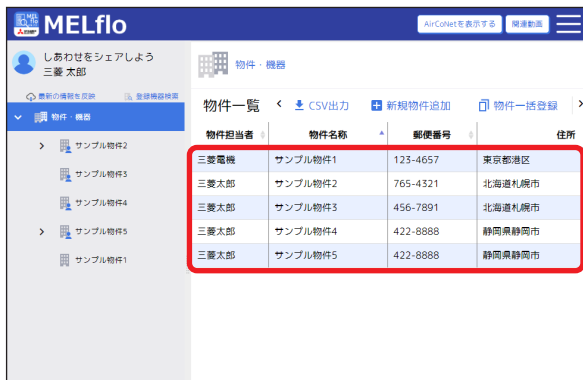 MELflo
AirCoNetを表示する 関連動画
しあわせをシェアしよう
三菱 太郎
最新の情報を反映 登録機器検索
物件・機器
サンプル物件2
サンプル物件3
サンプル物件4
サンプル物件5
サンプル物件1
物件・機器
物件一覧 CSV出力 新規物件追加 物件一括登録
物件担当者 物件名称 郵便番号 住所
三菱電機 サンプル物件1 123-4657 東京都港区
三菱太郎 サンプル物件2 765-4321 北海道札幌市
三菱太郎 サンプル物件3 456-7891 北海道札幌市
三菱太郎 サンプル物件4 422-8888 静岡県静岡市
三菱太郎 サンプル物件5 422-8888 静岡県静岡市